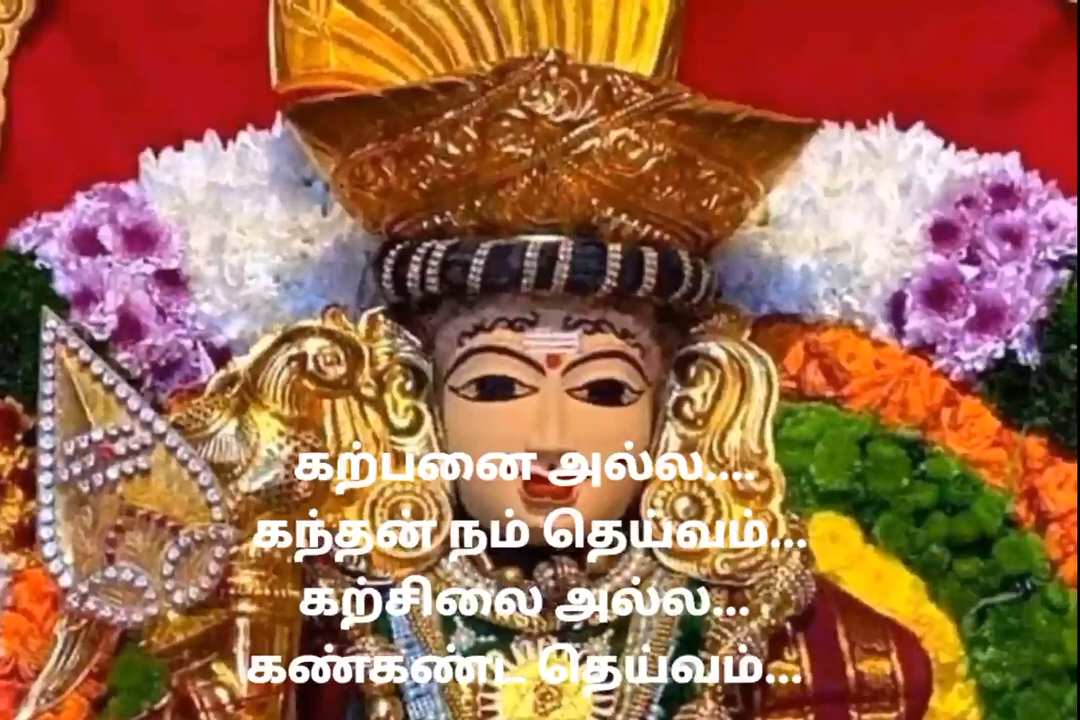 கற்பனை அல்ல....
கந்தன் நம் தெய்வம்...
கற்சிலை அல்ல...
கண்கண்ட தெய்வம்...